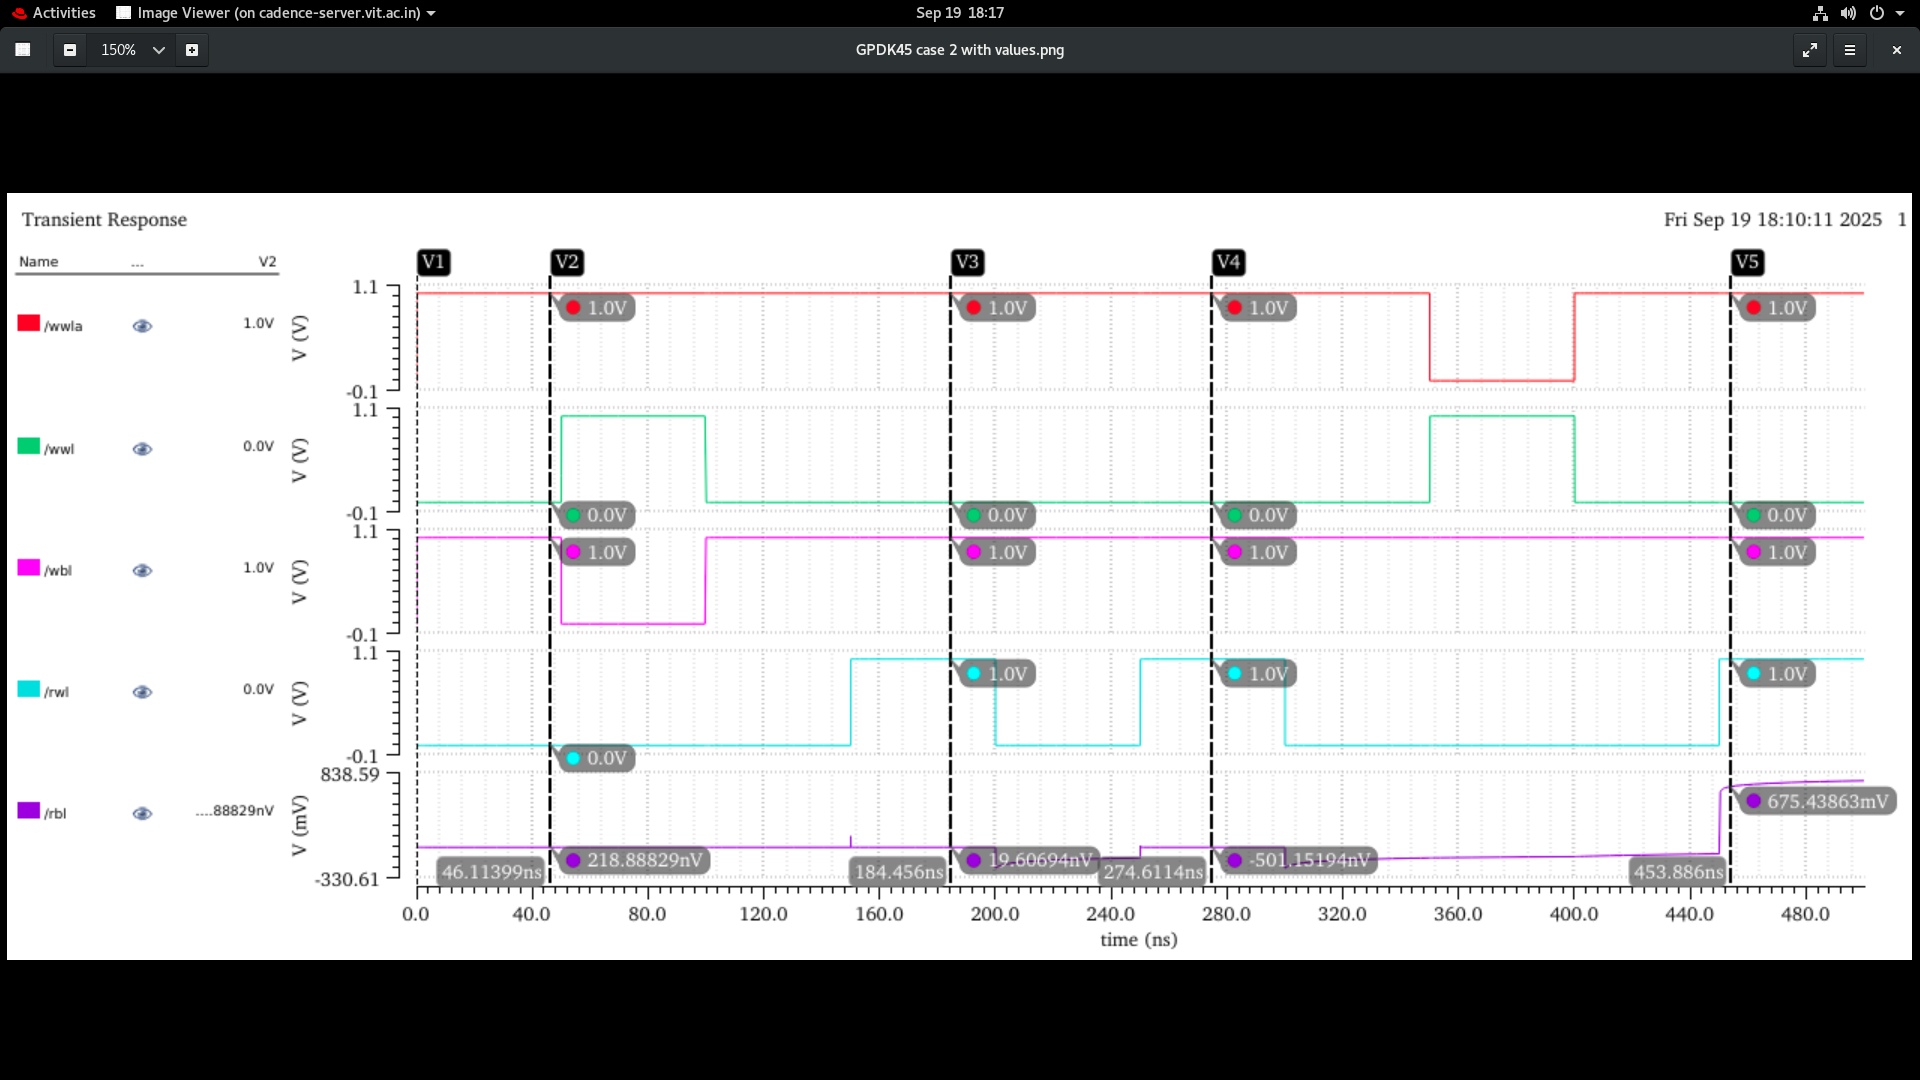 Activities Image Viewer (on cadence-server.vit.ac.in) Sep 19 18:17
150% GPDK45 case 2 with values.png
Transient Response Fri Sep 19 18:10:11 2025 1
Name ... V2
V1 V2 V3 V4 V5
/wwla 1.0V
V (V)
1.1
-0.1
1.0V 1.0V 1.0V 1.0V
/wwl 0.0V
V (V)
1.1
-0.1
0.0V 0.0V 0.0V 0.0V
/wbl 1.0V
V (V)
1.1
-0.1
1.0V 1.0V 1.0V 1.0V
/rwl 0.0V
V (V)
1.1
-0.1
0.0V 1.0V 1.0V 1.0V
/rbl ....88829nV
V (mV)
838.59
-330.61
218.88829nV 19.60694nV -501.15194nV 675.43863mV
46.11399ns 184.456ns 274.6114ns 453.886ns
0.0 40.0 80.0 120.0 160.0 200.0 240.0 280.0 320.0 360.0 400.0 440.0 480.0
time (ns)